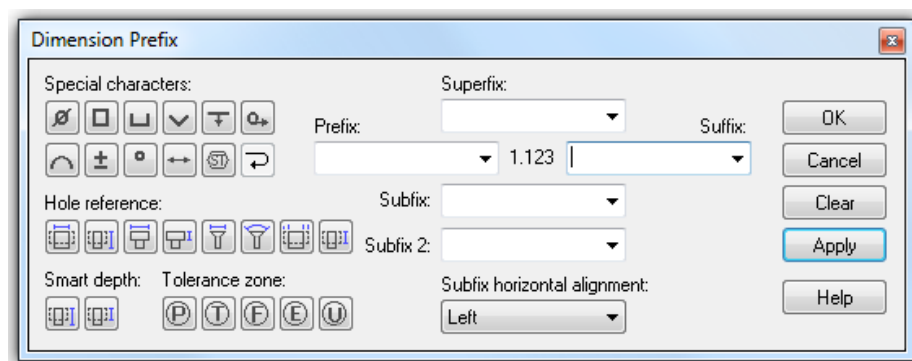 Dimension Prefix
Special characters:
Superfix:
Prefix:
Suffix:
OK
1.123
ST
Cancel
Hole reference:
Subfix:
Clear
Subfix 2:
Apply
Smart depth:
Tolerance zone:
Subfix horizontal alignment:
Help
P T F E U
Left